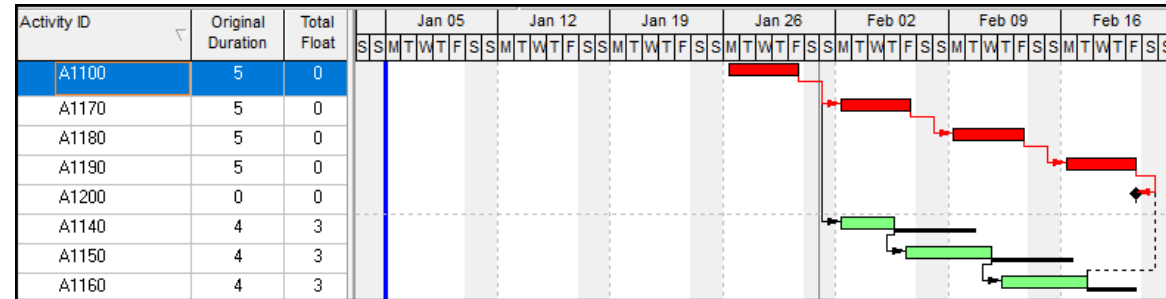 Activity ID Original Duration Total Float Jan 05 Jan 12 Jan 19 Jan 26 Feb 02 Feb 09 Feb 16
S S M T W T F S S M T W T F S S M T W T F S S M T W T F S S M T W T F S S M T W T F S S M T W T F S S
A1100 5 0
A1170 5 0
A1180 5 0
A1190 5 0
A1200 0 0
A1140 4 3
A1150 4 3
A1160 4 3